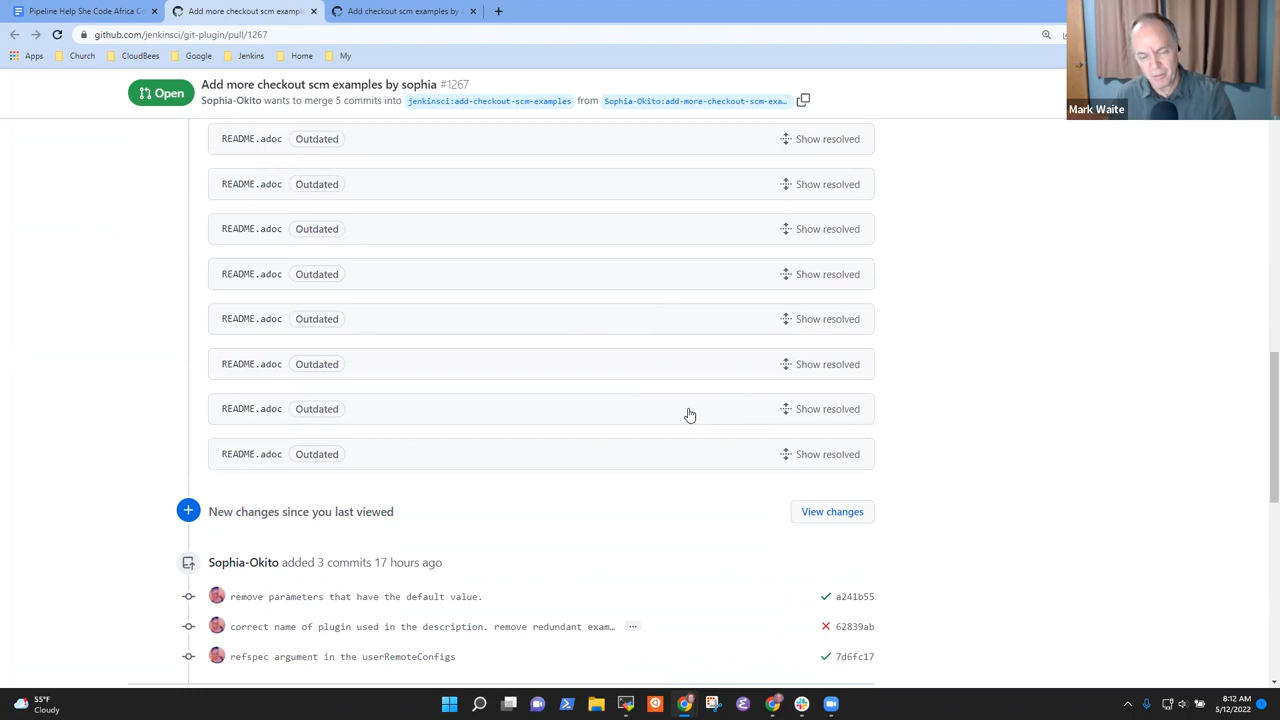 Pipeline Help She Code Africa Co
Add more checkout scm example
Add checkout scm examples by A
github.com/jenkinsci/git-plugin/pull/1267
Apps
Church
CloudBees
Google
Jenkins
Home
My
Open
Add more checkout scm examples by sophia #1267
Sophia-Okito wants to merge 5 commits into jenkinsci:add-checkout-scm-examples from Sophia-Okito:add-more-checkout-scm-exa…
Mark Waite
README.adoc Outdated Show resolved
README.adoc Outdated Show resolved
README.adoc Outdated Show resolved
README.adoc Outdated Show resolved
README.adoc Outdated Show resolved
README.adoc Outdated Show resolved
README.adoc Outdated Show resolved
README.adoc Outdated Show resolved
New changes since you last viewed View changes
Sophia-Okito added 3 commits 17 hours ago
remove parameters that have the default value. a241b55
correct name of plugin used in the description. remove redundant exam… ... 62839ab
refspec argument in the userRemoteConfigs 7d6fc17
55°F
Cloudy
8:12 AM
5/12/2022